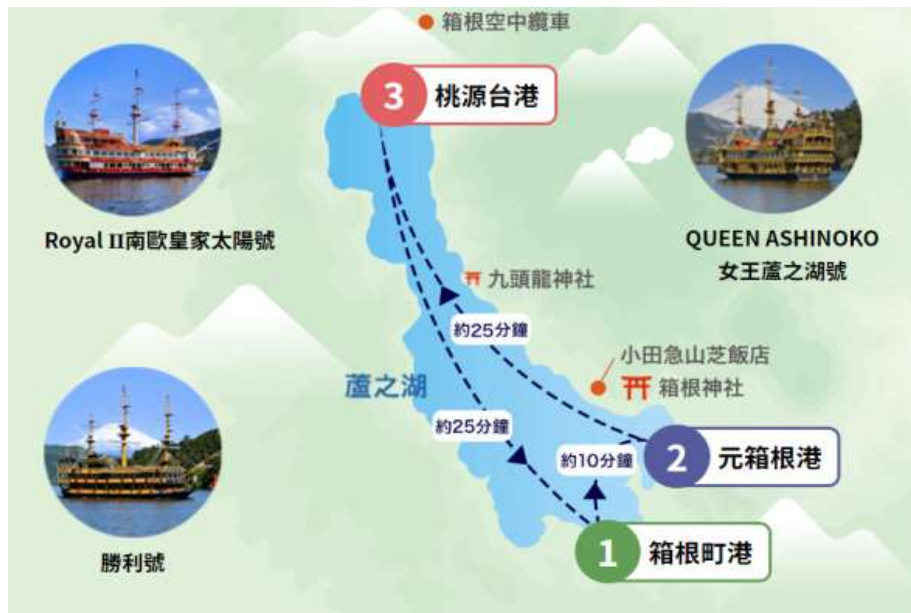 箱根空中纜車
3
桃源台港
Royal II南歐皇家太陽號
QUEEN ASHINOKO
女王蘆之湖號
九頭龍神社
約25分鐘
小田急山芝飯店
箱根神社
蘆之湖
約25分鐘
約10分鐘
2
元箱根港
1
箱根町港
勝利號